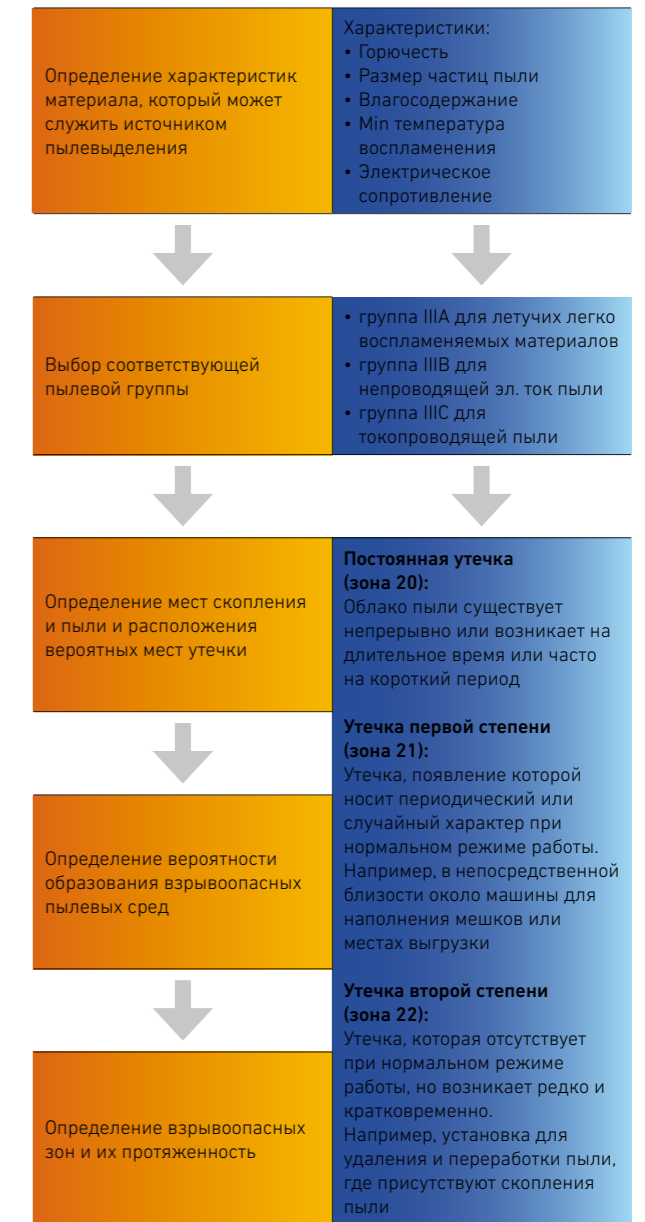 Определение характеристик
материала, который может
служить источником
пылевыделения
Характеристики:
• Горючесть
• Размер частиц пыли
• Влагосодержание
• Min температура
воспламенения
• Электрическое
сопротивление
Выбор соответствующей
пылевой группы
• группа IIIA для летучих легко
воспламеняемых материалов
• группа IIIB для
непроводящей эл. ток пыли
• группа IIIC для
токопроводящей пыли
Определение мест скопления
и пыли и расположения
вероятных мест утечки
Постоянная утечка
(зона 20):
Облако пыли существует
непрерывно или возникает на
длительное время или часто
на короткий период
Утечка первой степени
(зона 21):
Утечка, появление которой
носит периодический или
случайный характер при
нормальном режиме работы.
Например, в непосредственной
близости около машины для
наполнения мешков или
местах выгрузки
Определение вероятности
образования взрывоопасных
пылевых сред
Утечка второй степени
(зона 22):
Утечка, которая отсутствует
при нормальном режиме
работы, но возникает редко и
кратковременно.
Например, установка для
удаления и переработки пыли,
где присутствуют скопления
пыли
Определение взрывоопасных
зон и их протяженность